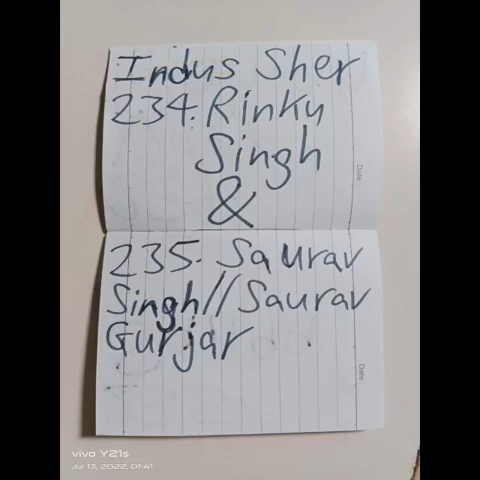 Indus Sher
234. Rinku
Singh
&
235. Saurav
Singh//Saurav
Gurjar
Date
Date
vivo Y21s
Jul 13, 2022, 01:41